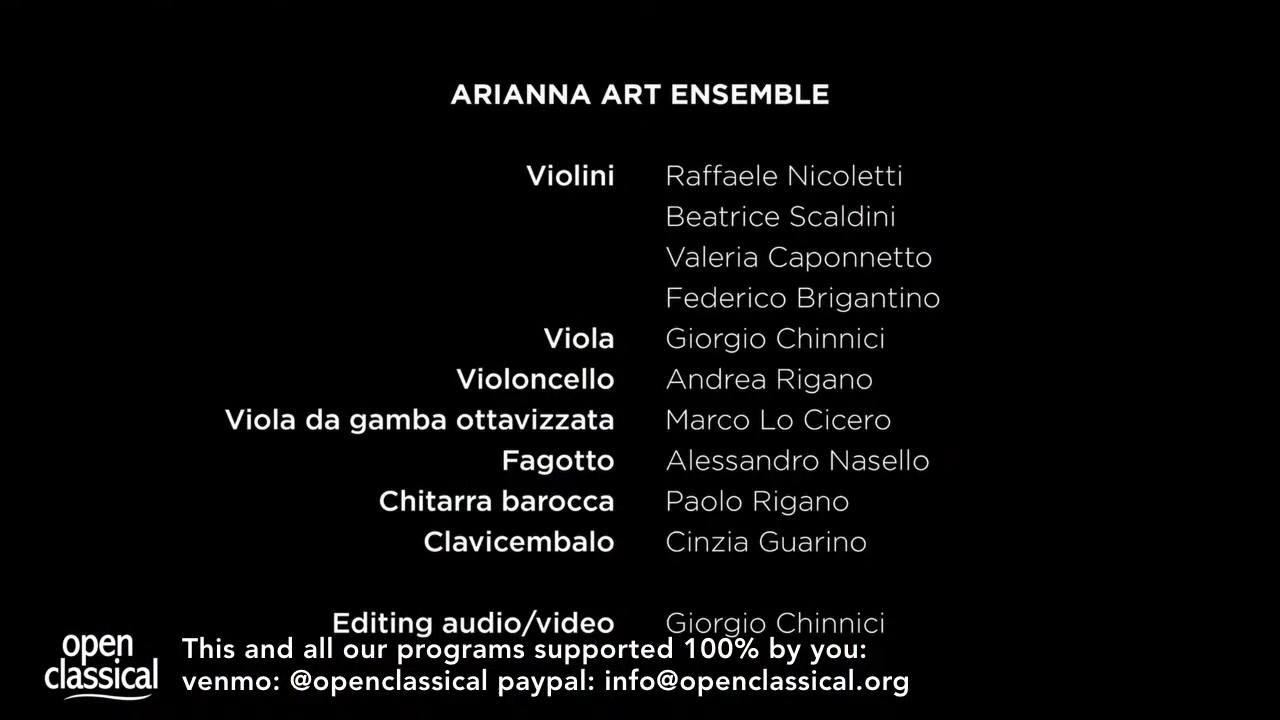 ARIANNA ART ENSEMBLE
Violini Raffaele Nicoletti
Beatrice Scaldini
Valeria Caponnetto
Federico Brigantino
Viola Giorgio Chinnici
Violoncello Andrea Rigano
Viola da gamba ottavizzata Marco Lo Cicero
Fagotto Alessandro Nasello
Chitarra barocca Paolo Rigano
Clavicembalo Cinzia Guarino
Editing audio/video Giorgio Chinnici
open
classical
This and all our programs supported 100% by you:
venmo: @openclassical paypal: info@openclassical.org